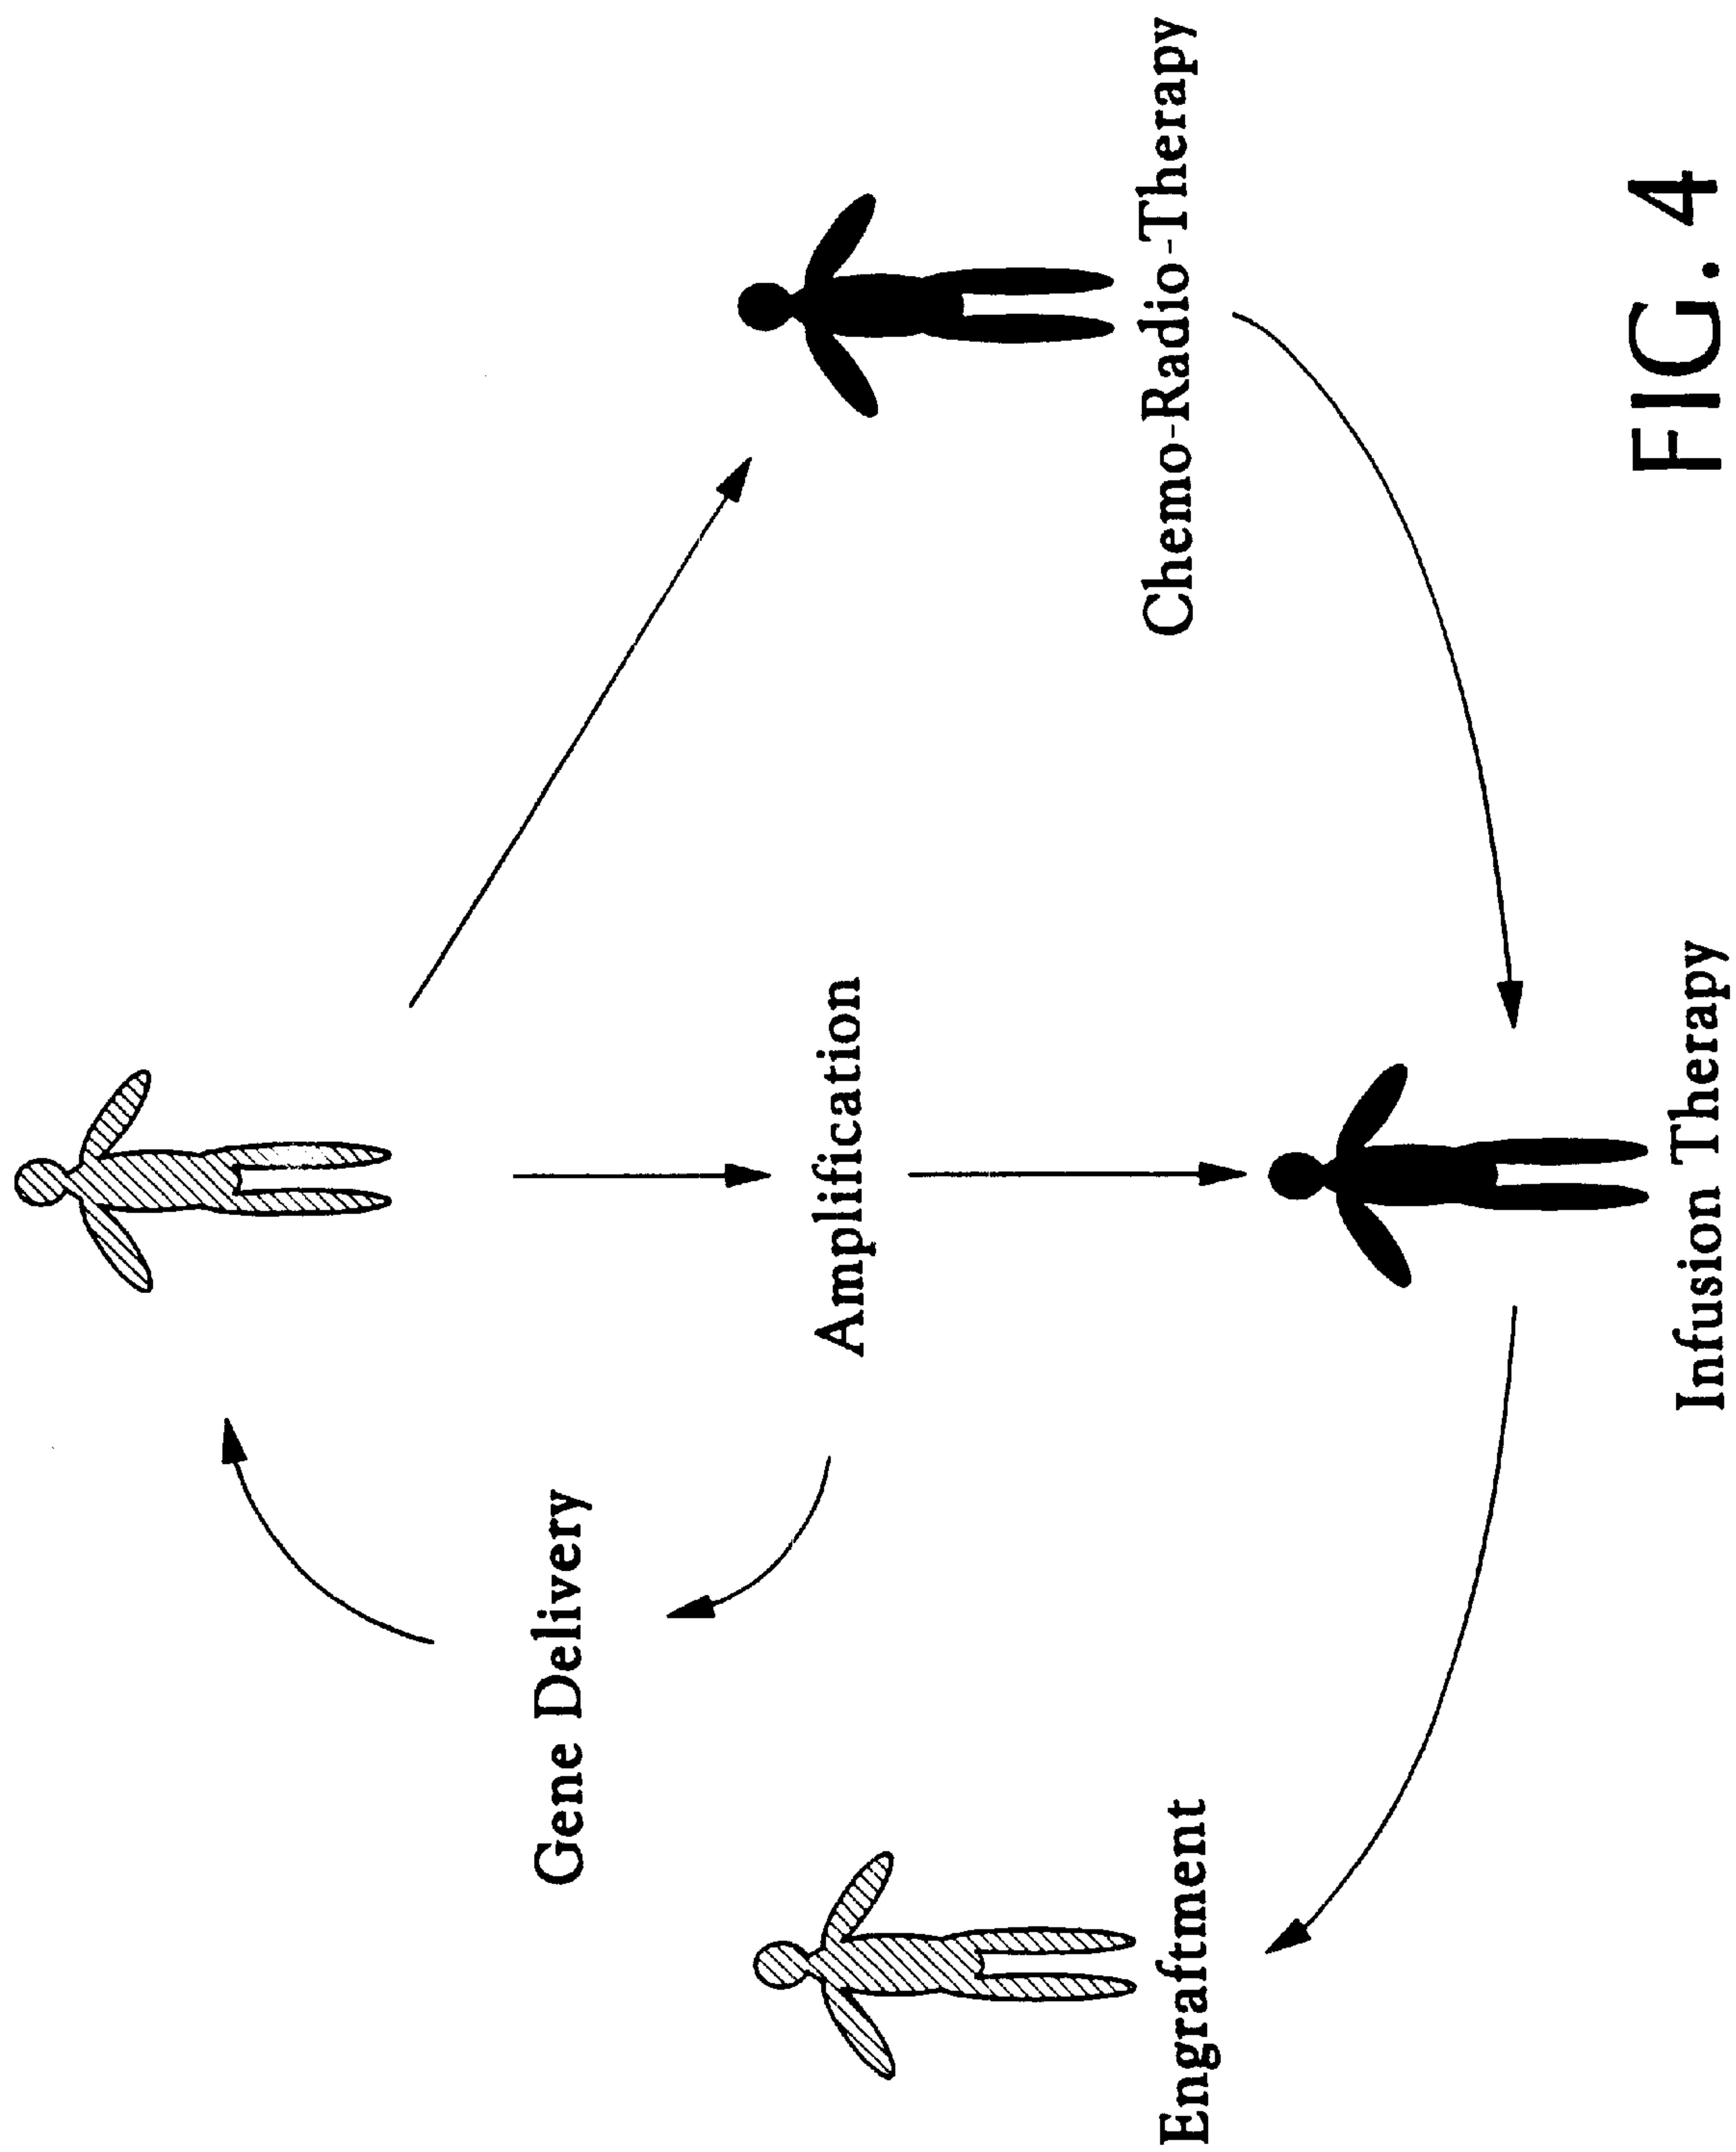 Gene Delivery
Amplification
Engraftment
Chemo-Radio-Therapy
Infusion Therapy
FIG. 4